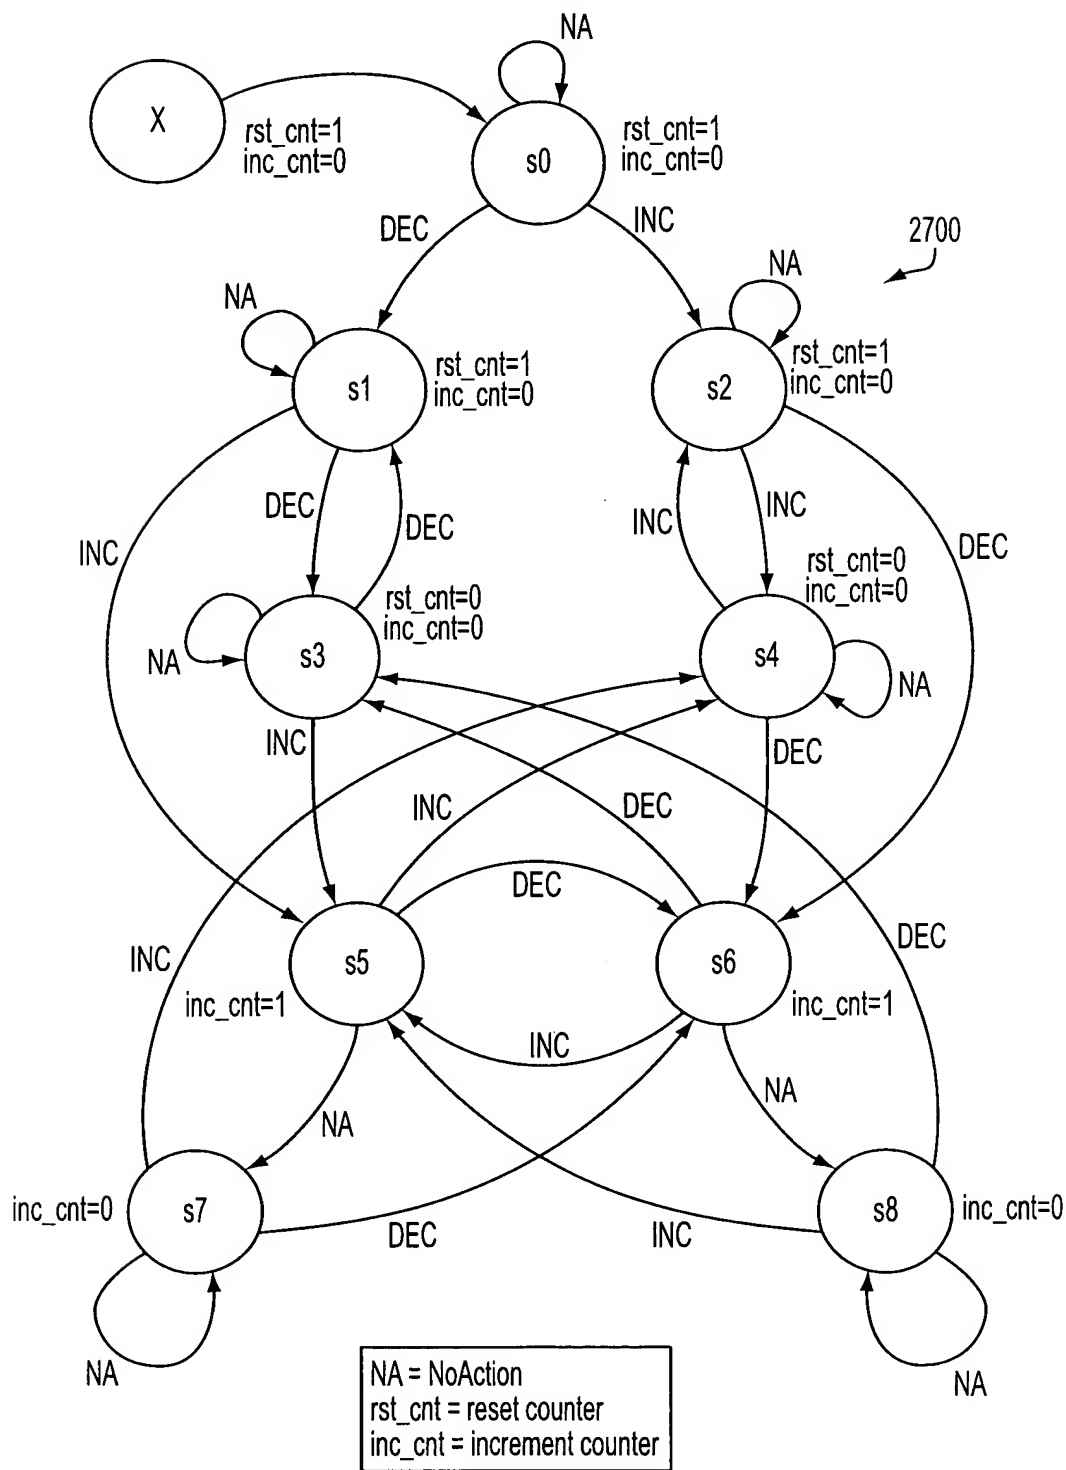 NA
X
rst_cnt=1
inc_cnt=0
s0
rst_cnt=1
inc_cnt=0
DEC
INC
2700
NA
NA
s1
rst_cnt=1
inc_cnt=0
s2
rst_cnt=1
inc_cnt=0
INC
DEC
DEC
INC
INC
DEC
NA
s3
rst_cnt=0
inc_cnt=0
s4
rst_cnt=0
inc_cnt=0
NA
INC
DEC
INC
DEC
DEC
INC
DEC
s5
inc_cnt=1
s6
inc_cnt=1
INC
NA
NA
inc_cnt=0
s7
DEC
INC
s8
inc_cnt=0
NA
NA
NA = NoAction
rst_cnt = reset counter
inc_cnt = increment counter